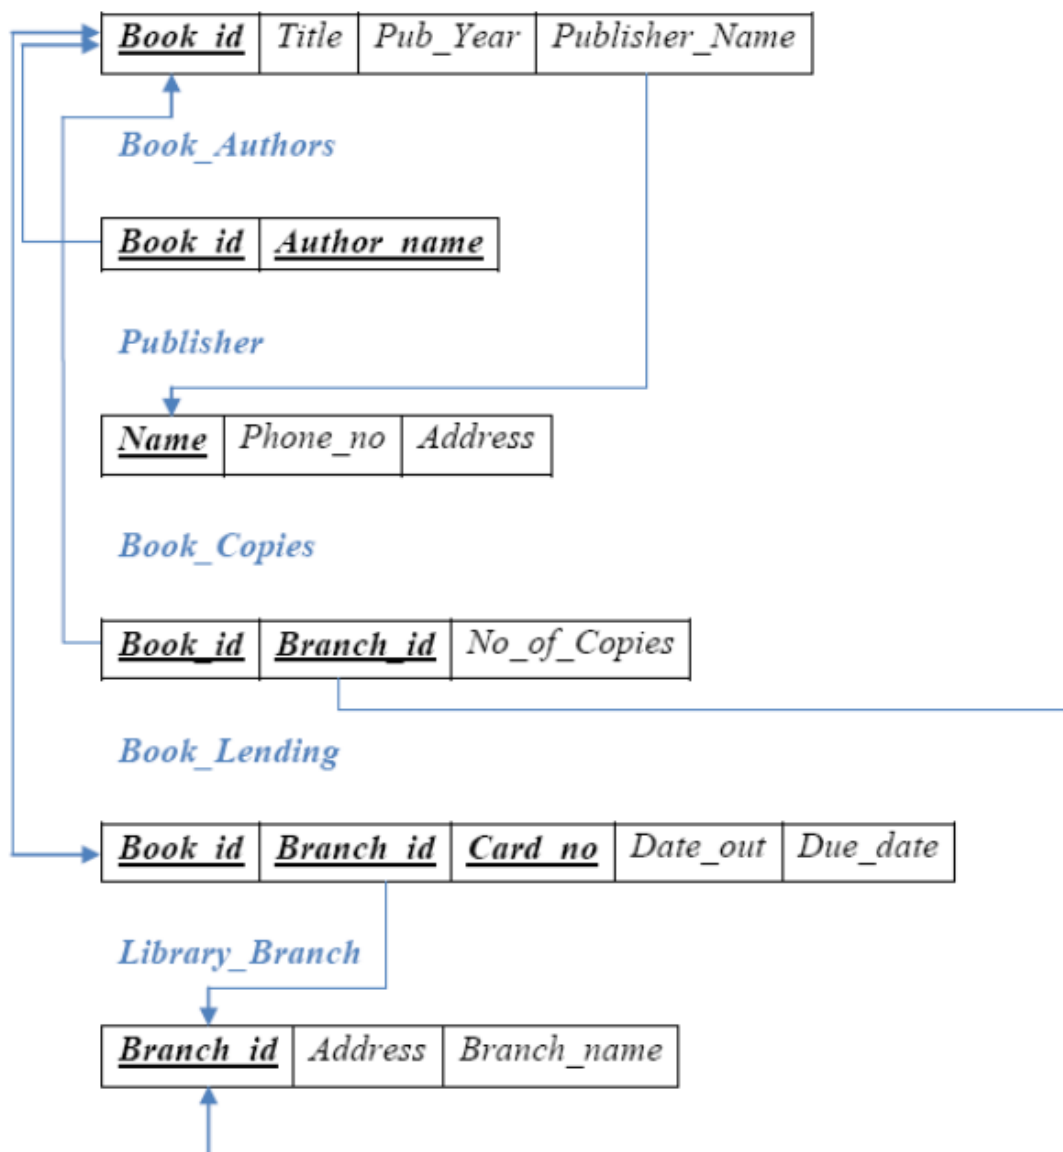 Book_id Title Pub_Year Publisher_Name
Book_Authors
Book_id Author_name
Publisher
Name Phone_no Address
Book_Copies
Book_id Branch_id No_of_Copies
Book_Lending
Book_id Branch_id Card_no Date_out Due_date
Library_Branch
Branch_id Address Branch_name